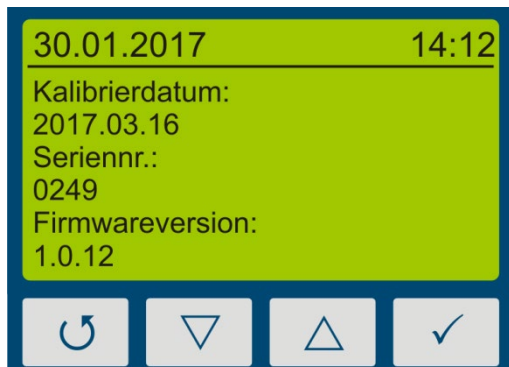 30.01.2017 14:12
Kalibrierdatum:
2017.03.16
Seriennr.:
0249
Firmwareversion:
1.0.12